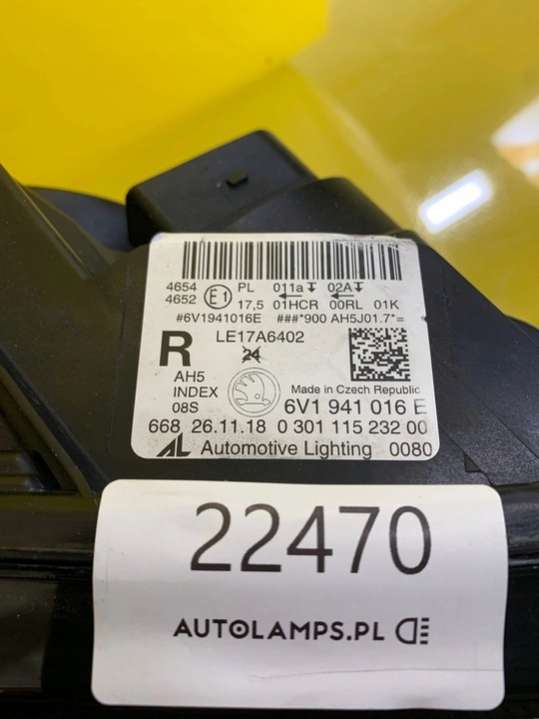 4654 E1 PL 011a 02A
4652 17,5 01HCR 00RL 01K
#6V1941016E ###*900 AH5J01.7*=
R LE17A6402
24
AH5
INDEX Made in Czech Republic
08S 6V1 941 016 E
668 26.11.18 0 301 115 232 00
AL Automotive Lighting 0080
22470
AUTOLAMPS.PL